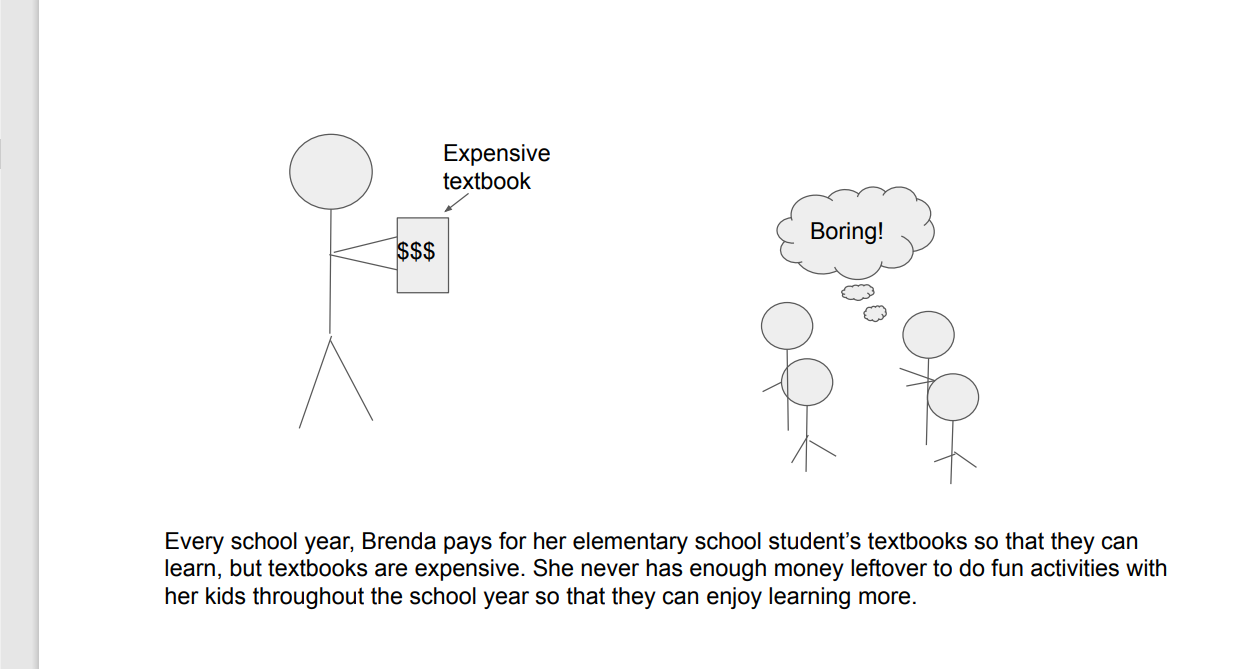 Expensive
textbook
$$$
Boring!
Every school year, Brenda pays for her elementary school student’s textbooks so that they can
learn, but textbooks are expensive. She never has enough money leftover to do fun activities with
her kids throughout the school year so that they can enjoy learning more.